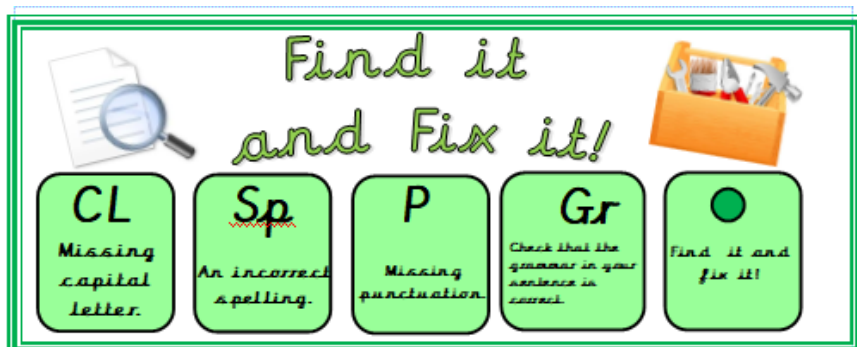 Find it
and Fix it!
CL
Missing
capital
letter.
Sp
An incorrect
spelling.
P
Missing
punctuation
Gr
Check that the
grammar in your
sentence is
correct.
Find it and
fix it!